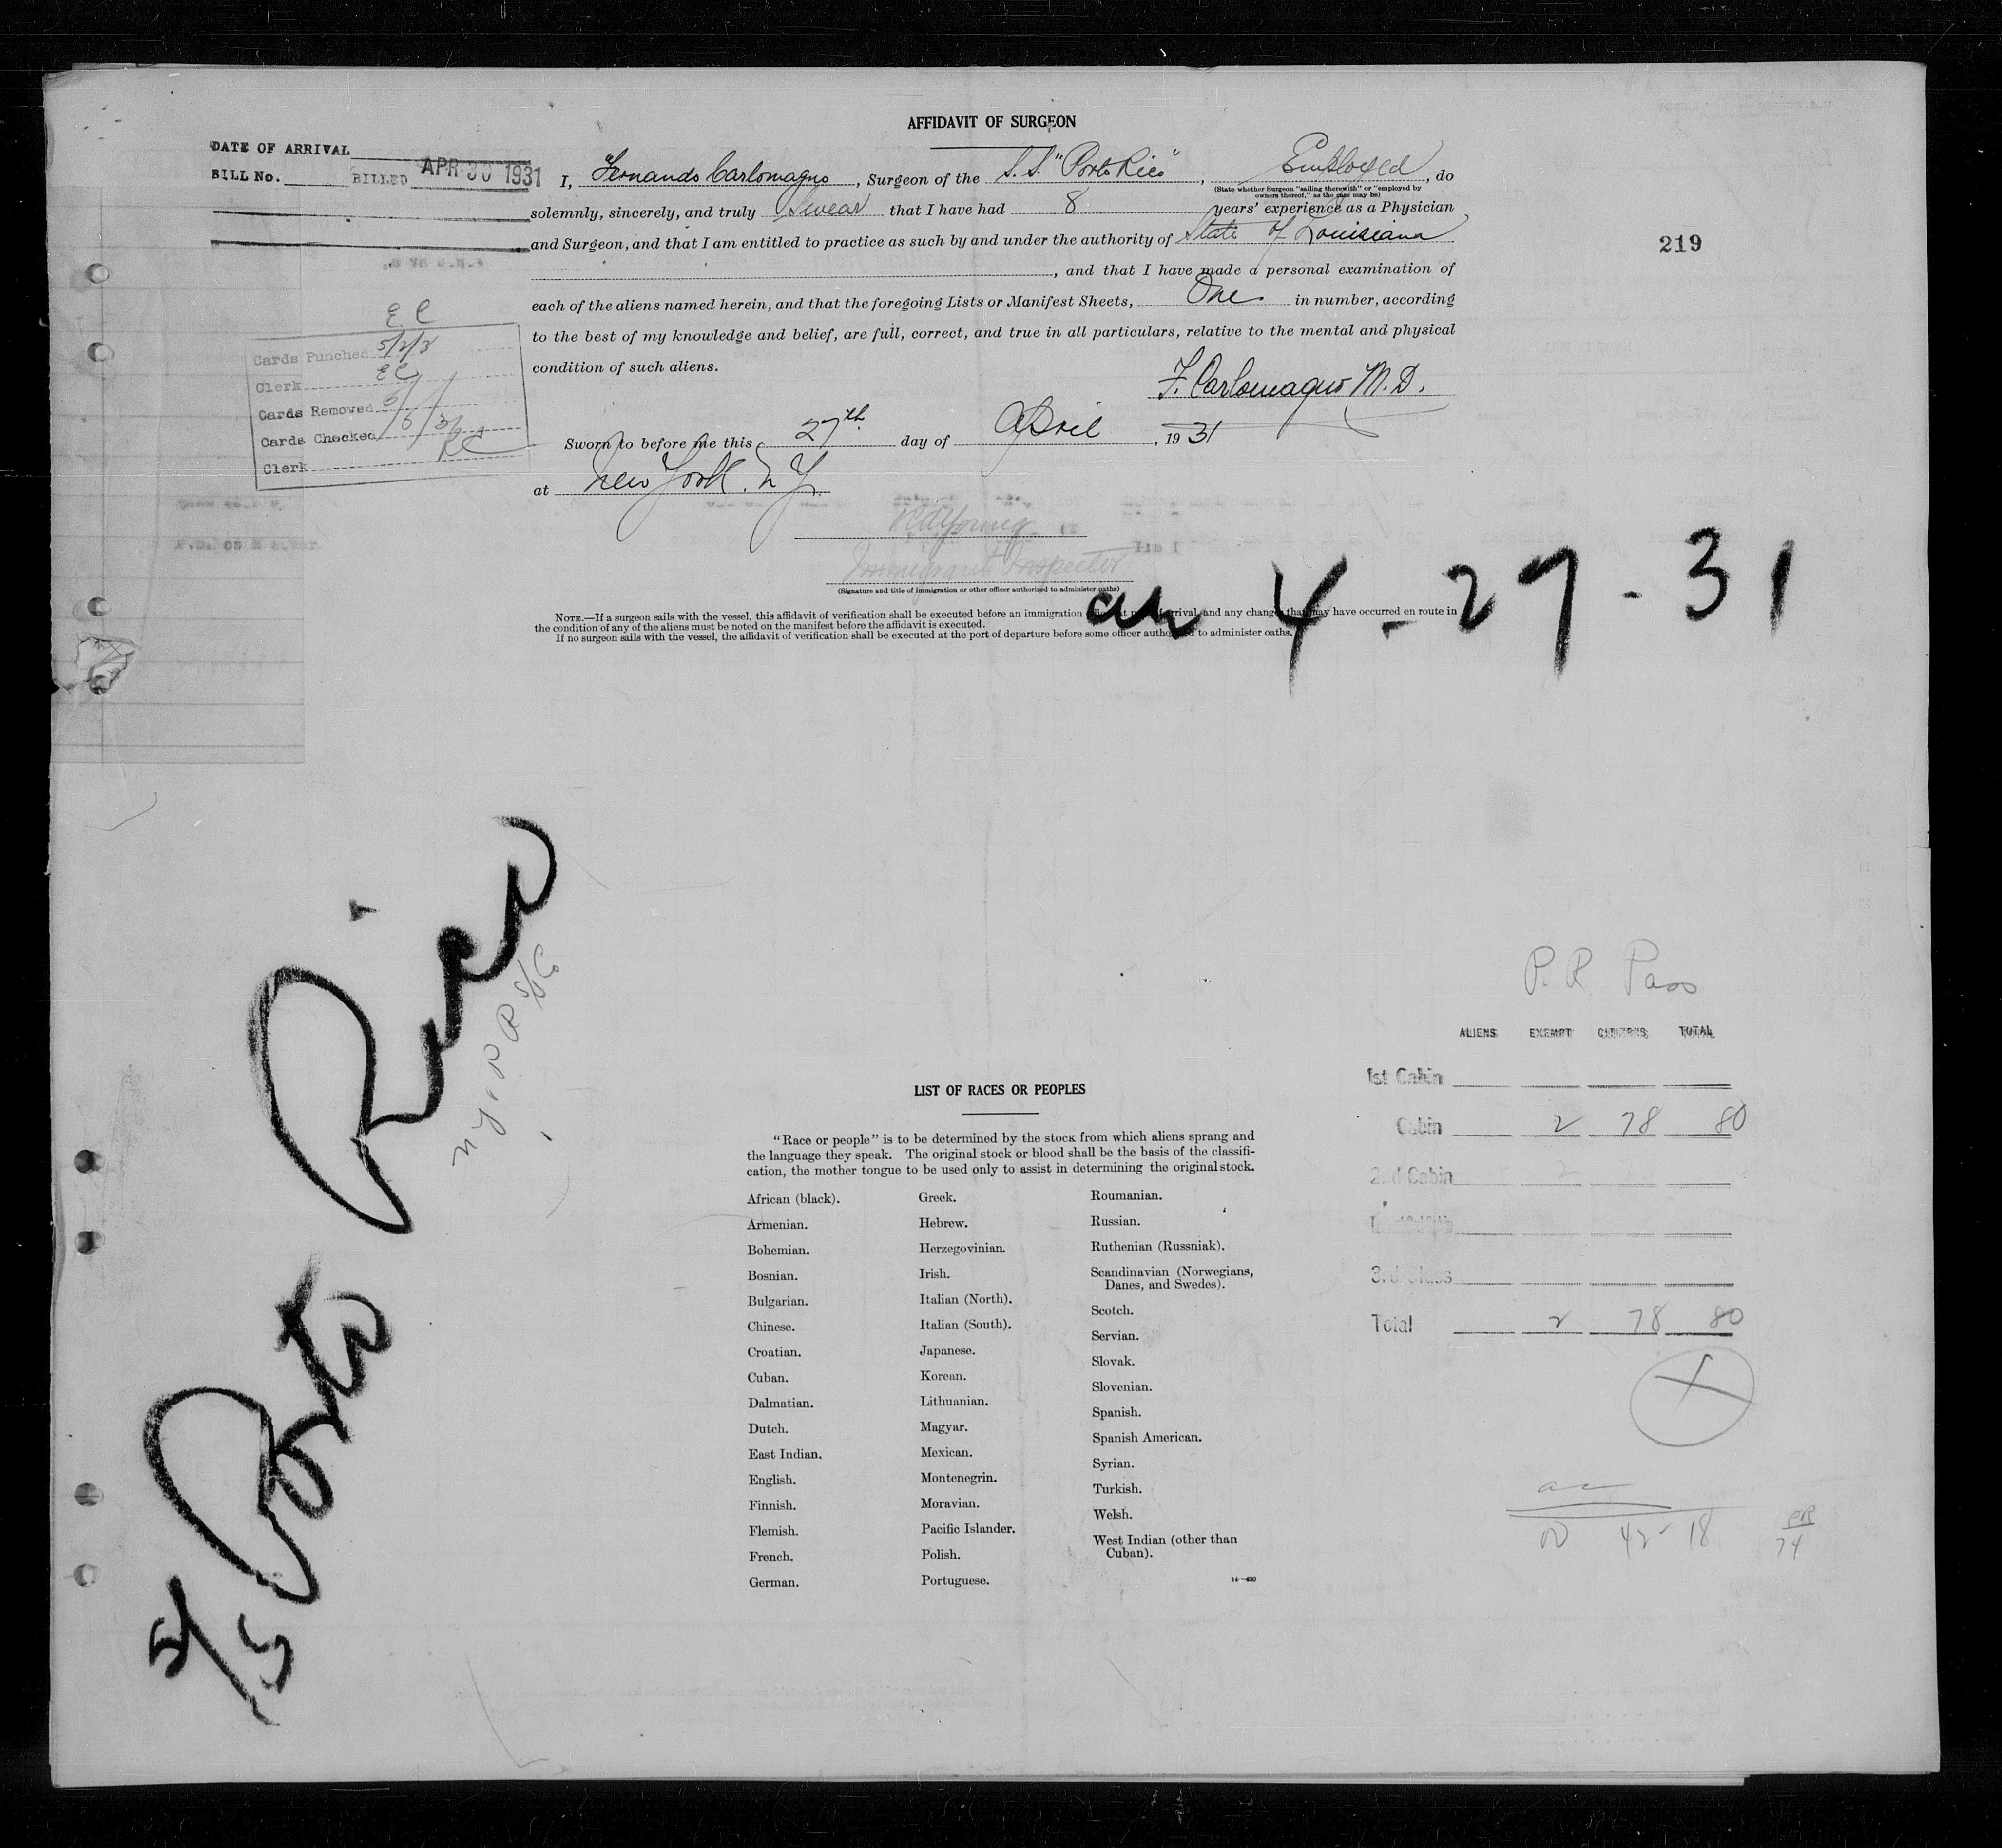 AFFIDAVIT OF SURGEON
DATE OF ARRIVAL
BILL No. BILLED APR 30 1931
I, Fernando Carlomagno, Surgeon of the S.S. "Porto Rico", Employed, do
(State whether Surgeon "sailing therewith" or "employed by owners thereof," as the case may be)
solemnly, sincerely, and truly swear that I have had 8 years' experience as a Physician
and Surgeon, and that I am entitled to practice as such by and under the authority of State of Louisiana
, and that I have made a personal examination of
each of the aliens named herein, and that the foregoing Lists or Manifest Sheets, One in number, according
to the best of my knowledge and belief, are full, correct, and true in all particulars, relative to the mental and physical
condition of such aliens.
F. Carlomagno M.D.
Sworn to before me this 27th day of April, 1931
at New York. N.Y.
Immigrant Inspector
(Signature and title of immigration or other officer authorized to administer oaths)
219
E C
Cards Punched 5/2/3
Clerk EC
Cards Removed
Cards Checked
Clerk
4-27-31
NOTE.—If a surgeon sails with the vessel, this affidavit of verification shall be executed before an immigration at arrival, and any change that may have occurred en route in
the condition of any of the aliens must be noted on the manifest before the affidavit is executed.
If no surgeon sails with the vessel, the affidavit of verification shall be executed at the port of departure before some officer authorized to administer oaths.
S/S Porto Rico
P.R. Pass
ALIENS EXEMPT CITIZENS TOTAL
1st Cabin
Cabin 2 78 80
2nd Cabin
3rd Class
Total 2 78 80
LIST OF RACES OR PEOPLES
"Race or people" is to be determined by the stock from which aliens sprang and
the language they speak. The original stock or blood shall be the basis of the classifi-
cation, the mother tongue to be used only to assist in determining the original stock.
African (black).
Armenian.
Bohemian.
Bosnian.
Bulgarian.
Chinese.
Croatian.
Cuban.
Dalmatian.
Dutch.
East Indian.
English.
Finnish.
Flemish.
French.
German.
Greek.
Hebrew.
Herzegovinian.
Irish.
Italian (North).
Italian (South).
Japanese.
Korean.
Lithuanian.
Magyar.
Mexican.
Montenegrin.
Moravian.
Pacific Islander.
Polish.
Portuguese.
Roumanian.
Russian.
Ruthenian (Russniak).
Scandinavian (Norwegians,
Danes, and Swedes).
Scotch.
Servian.
Slovak.
Slovenian.
Spanish.
Spanish American.
Syrian.
Turkish.
Welsh.
West Indian (other than
Cuban).
PR
74